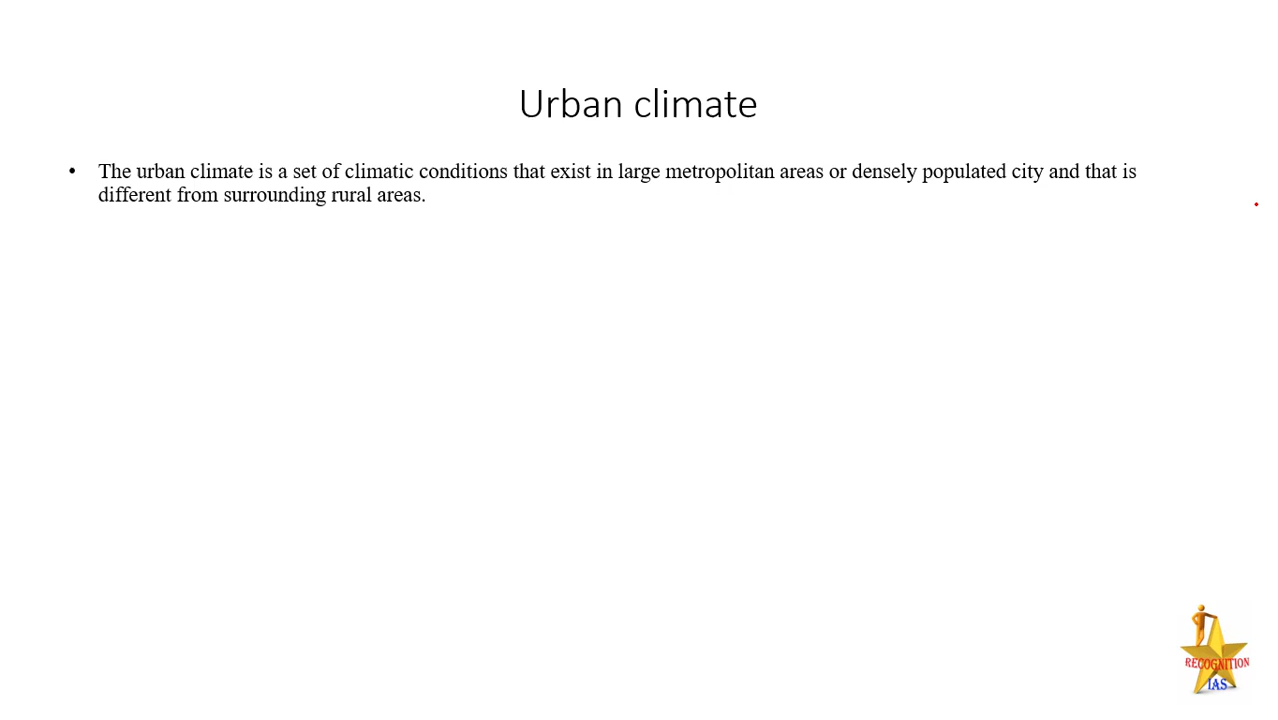 Urban climate
• The urban climate is a set of climatic conditions that exist in large metropolitan areas or densely populated city and that is
different from surrounding rural areas.
RECOGNITION
IAS